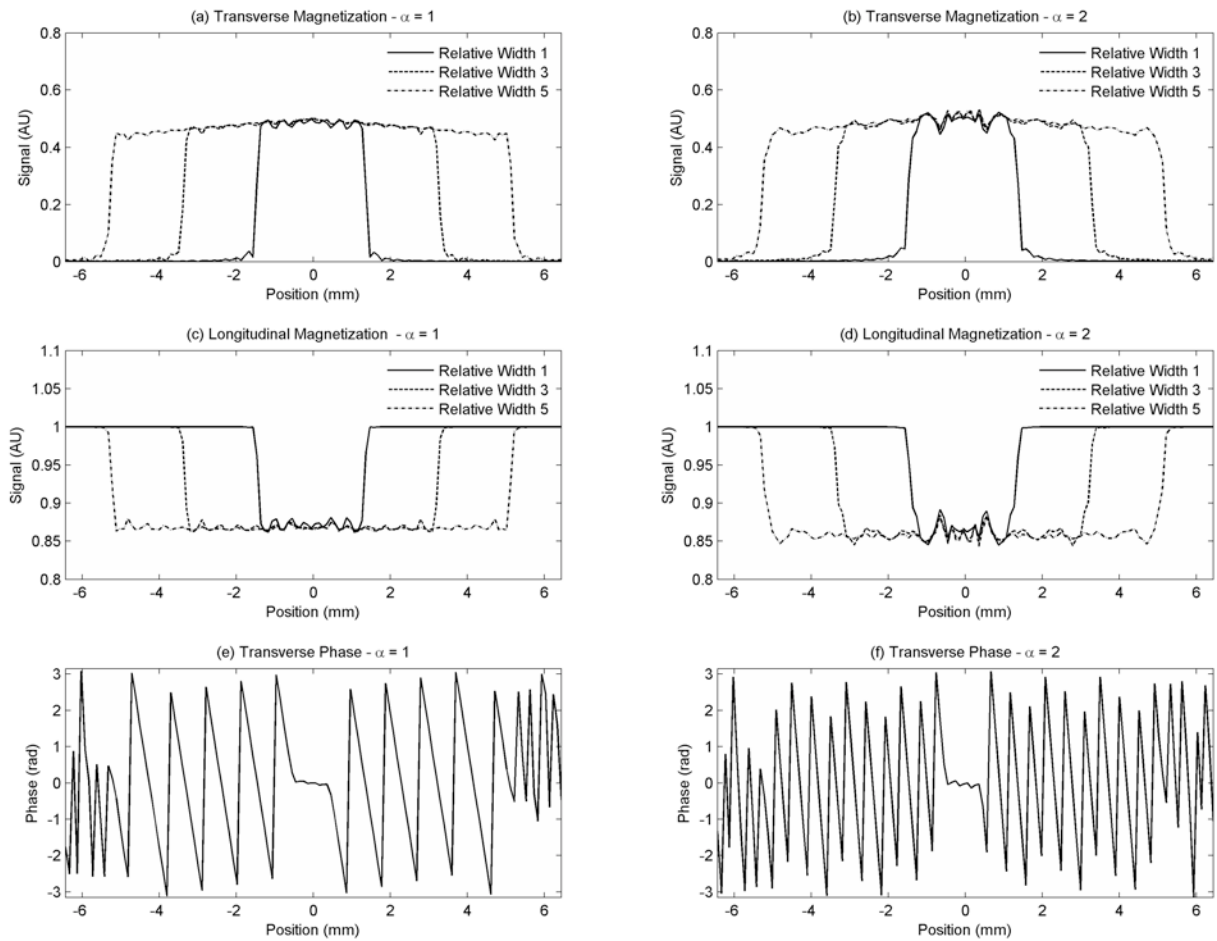 (a) Transverse Magnetization - α = 1
0.8
0.6
0.4
0.2
0
Signal (AU)
Relative Width 1
Relative Width 3
Relative Width 5
-6 -4 -2 0 2 4 6
Position (mm)
(b) Transverse Magnetization - α = 2
0.8
0.6
0.4
0.2
0
Signal (AU)
Relative Width 1
Relative Width 3
Relative Width 5
-6 -4 -2 0 2 4 6
Position (mm)
(c) Longitudinal Magnetization - α = 1
1.1
1.05
1
0.95
0.9
0.85
0.8
Signal (AU)
Relative Width 1
Relative Width 3
Relative Width 5
-6 -4 -2 0 2 4 6
Position (mm)
(d) Longitudinal Magnetization - α = 2
1.1
1.05
1
0.95
0.9
0.85
0.8
Signal (AU)
Relative Width 1
Relative Width 3
Relative Width 5
-6 -4 -2 0 2 4 6
Position (mm)
(e) Transverse Phase - α = 1
3
2
1
0
-1
-2
-3
Phase (rad)
-6 -4 -2 0 2 4 6
Position (mm)
(f) Transverse Phase - α = 2
3
2
1
0
-1
-2
-3
Phase (rad)
-6 -4 -2 0 2 4 6
Position (mm)